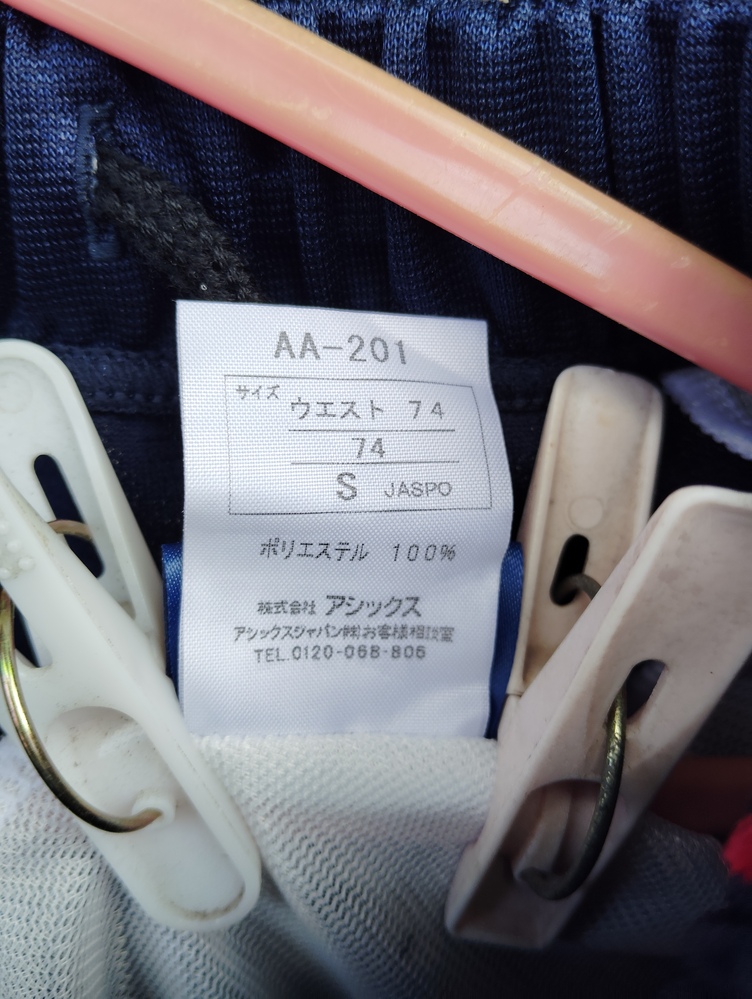 AA-201
サイズ
ウエスト 74
74
S JASPO
ポリエステル 100%
株式会社 アシックス
アシックスジャパン(株)お客様相談室
TEL.0120-068-806